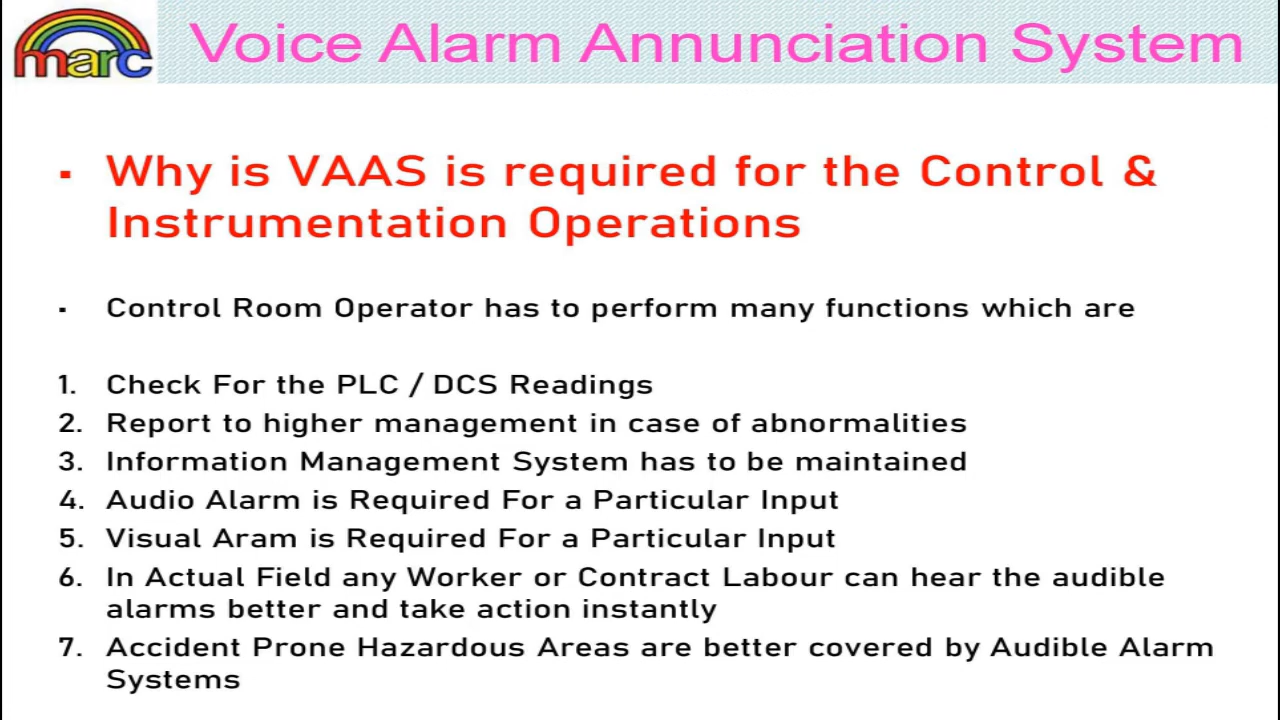 marc
Voice Alarm Annunciation System
▪ Why is VAAS is required for the Control &
Instrumentation Operations
▪ Control Room Operator has to perform many functions which are
1. Check For the PLC / DCS Readings
2. Report to higher management in case of abnormalities
3. Information Management System has to be maintained
4. Audio Alarm is Required For a Particular Input
5. Visual Aram is Required For a Particular Input
6. In Actual Field any Worker or Contract Labour can hear the audible
alarms better and take action instantly
7. Accident Prone Hazardous Areas are better covered by Audible Alarm
Systems